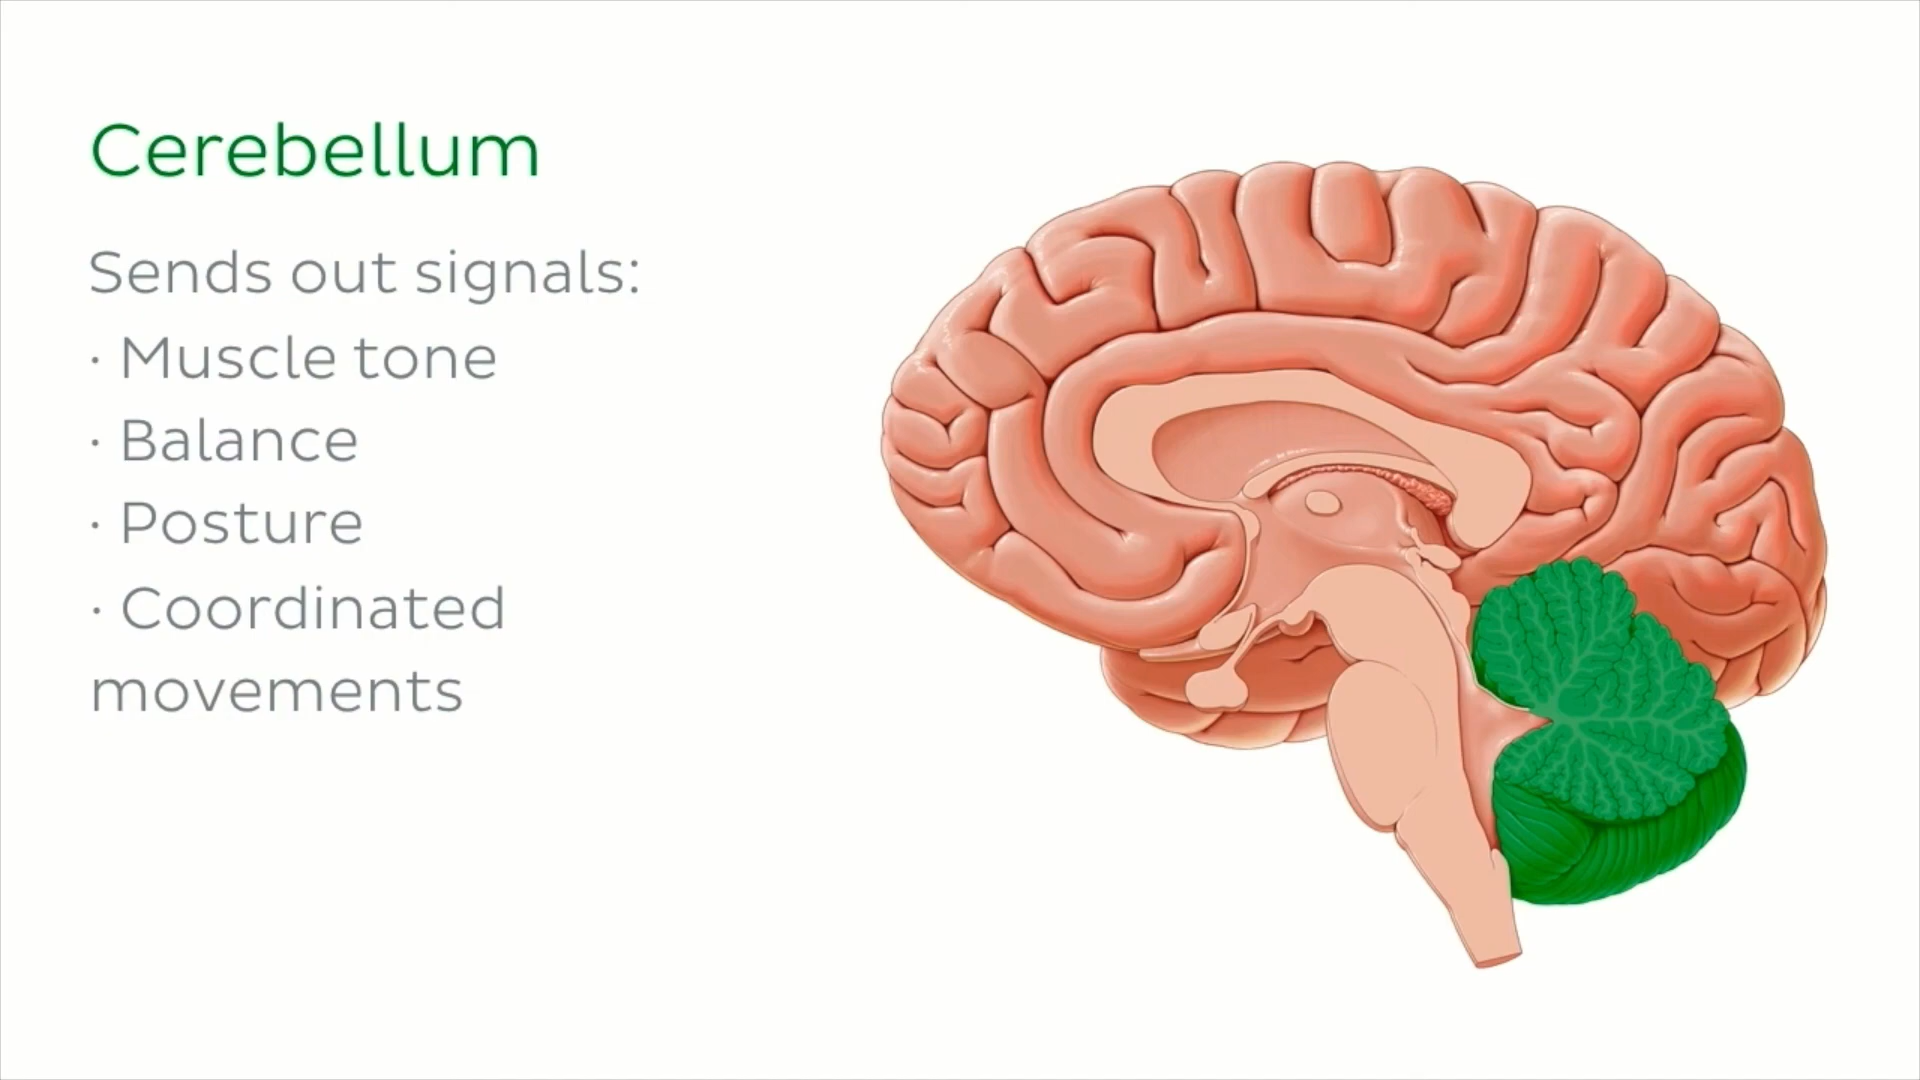 Cerebellum
Sends out signals:
· Muscle tone
· Balance
· Posture
· Coordinated
movements